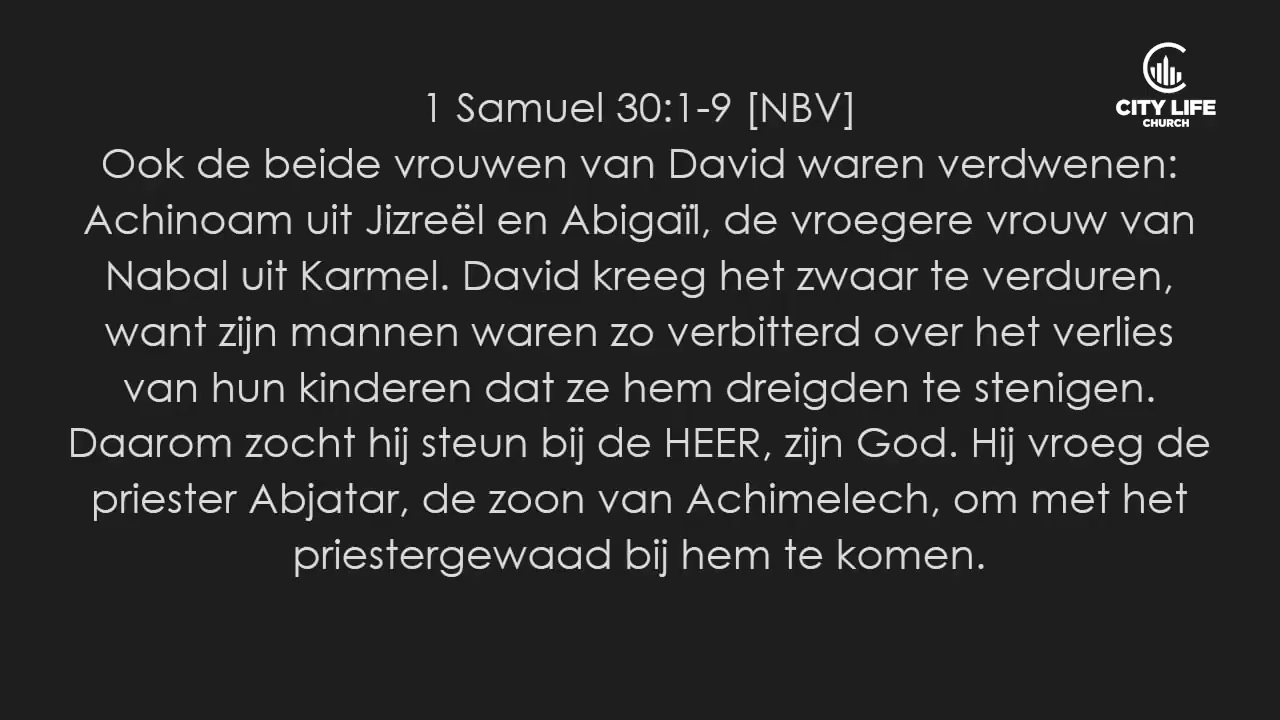 1 Samuel 30:1-9 [NBV]
CITY LIFE
CHURCH
Ook de beide vrouwen van David waren verdwenen:
Achinoam uit Jizreël en Abigaïl, de vroegere vrouw van
Nabal uit Karmel. David kreeg het zwaar te verduren,
want zijn mannen waren zo verbitterd over het verlies
van hun kinderen dat ze hem dreigden te stenigen.
Daarom zocht hij steun bij de HEER, zijn God. Hij vroeg de
priester Abjatar, de zoon van Achimelech, om met het
priestergewaad bij hem te komen.